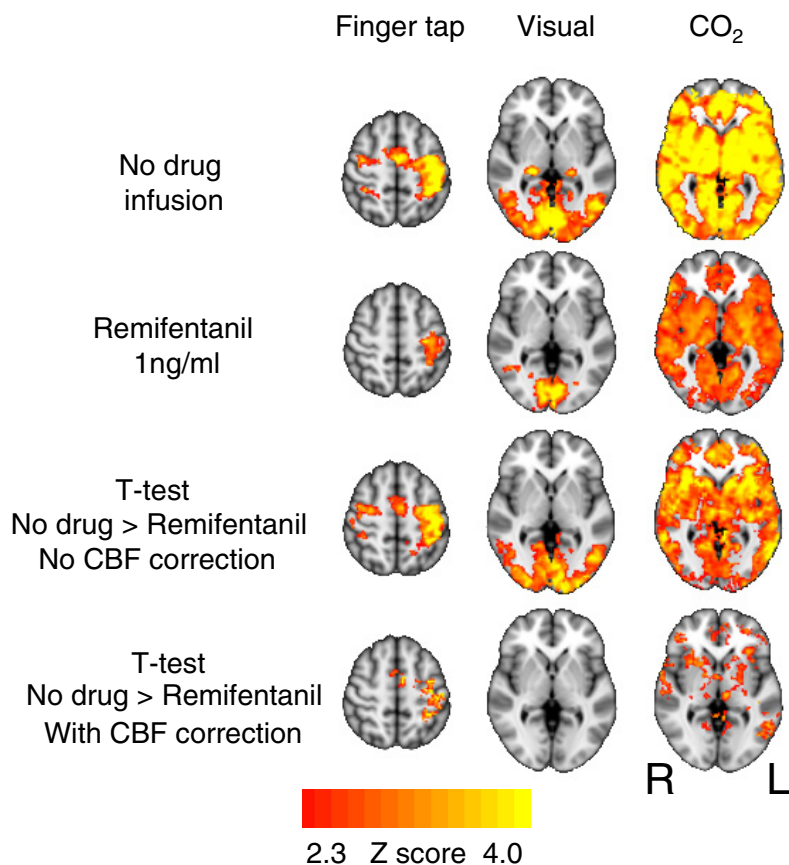 Finger tap Visual CO₂
No drug
infusion
Remifentanil
1ng/ml
T-test
No drug > Remifentanil
No CBF correction
T-test
No drug > Remifentanil
With CBF correction
R L
2.3 Z score 4.0